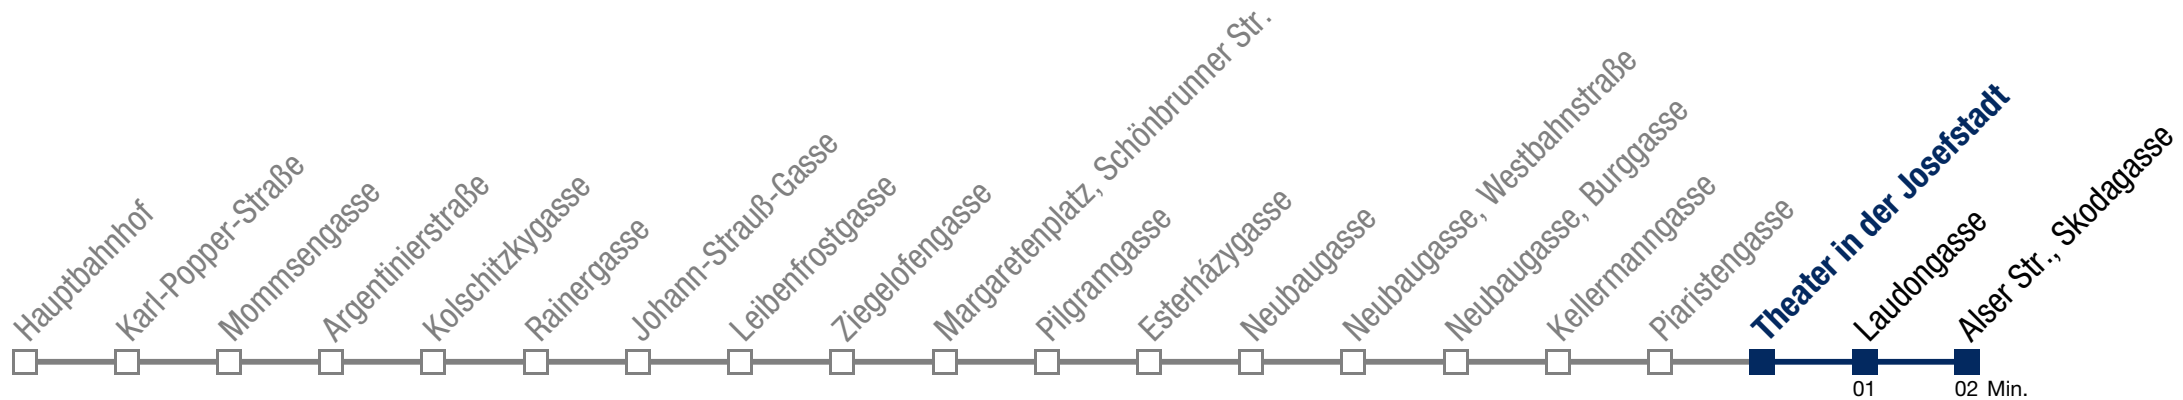 Hauptbahnhof
Karl-Popper-Straße
Mommsengasse
Argentinierstraße
Kolschitzkygasse
Rainergasse
Johann-Strauß-Gasse
Leibenfrostgasse
Ziegelofengasse
Margaretenplatz, Schönbrunner Str.
Pilgramgasse
Esterházygasse
Neubaugasse
Neubaugasse, Westbahnstraße
Neubaugasse, Burggasse
Kellermanngasse
Piaristengasse
Theater in der Josefstadt
Laudongasse
Alser Str., Skodagasse
01
02 Min.